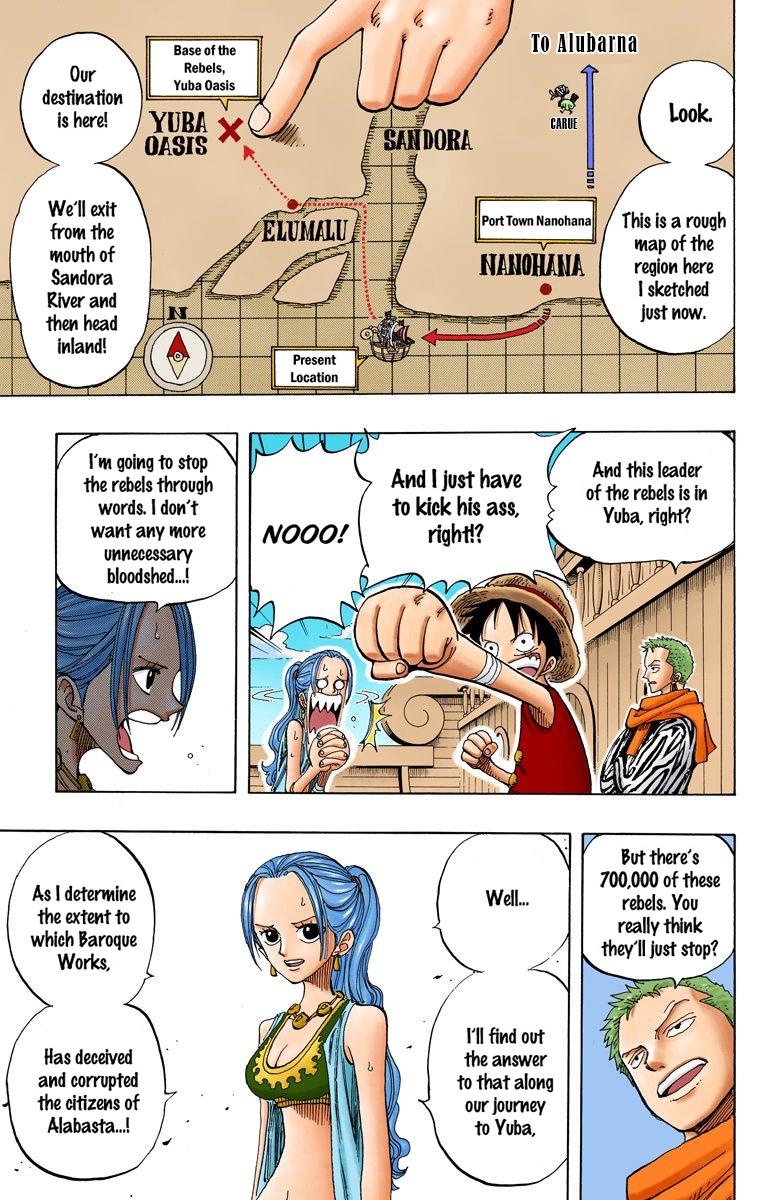 Look.
This is a rough
map of the
region here
I sketched
just now.
To Alubarna
CARUE
Port Town Nanohana
NANOHANA
SANDORA
Base of the
Rebels,
Yuba Oasis
YUBA
OASIS
ELUMALU
N
Present
Location
Our
destination
is here!
We'll exit
from the
mouth of
Sandora
River and
then head
inland!
And this leader
of the rebels is in
Yuba, right?
And I just have
to kick his ass,
right!?
NOOO!
I'm going to stop
the rebels through
words. I don't
want any more
unnecessary
bloodshed...!
But there's
700,000 of these
rebels. You
really think
they'll just stop?
Well...
I'll find out
the answer
to that along
our journey
to Yuba,
As I determine
the extent to
which Baroque
Works,
Has deceived
and corrupted
the citizens of
Alabasta...!